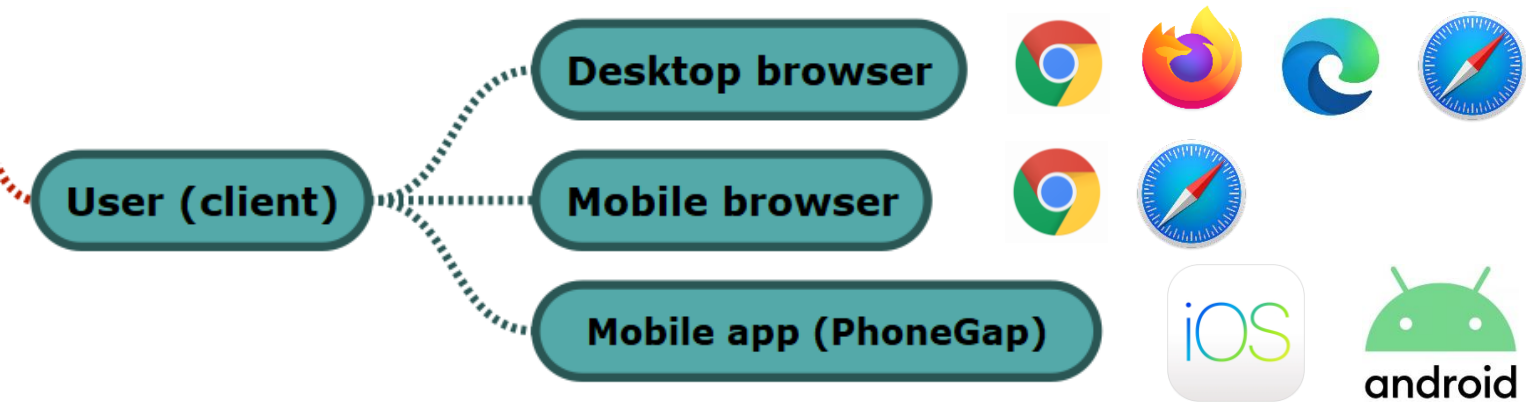 Desktop browser
User (client)
Mobile browser
Mobile app (PhoneGap)
iOS
android